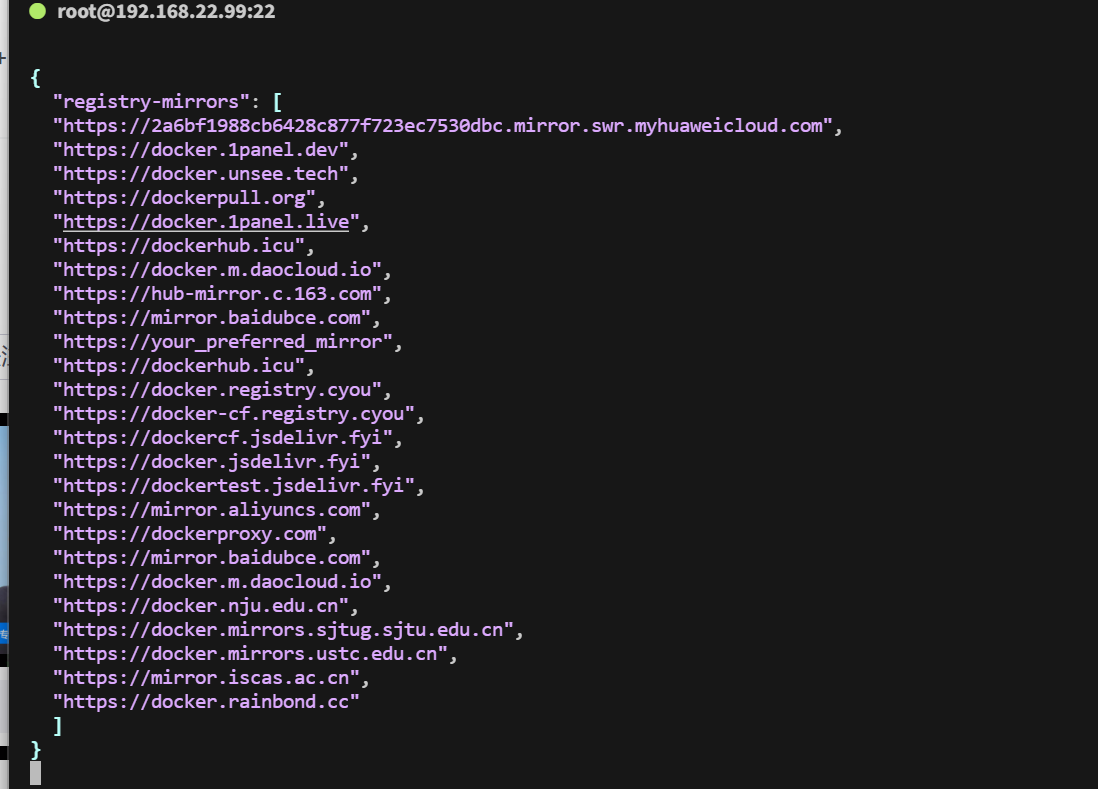 root@192.168.22.99:22
{
  "registry-mirrors": [
  "https://2a6bf1988cb6428c877f723ec7530dbc.mirror.swr.myhuaweicloud.com",
  "https://docker.1panel.dev",
  "https://docker.unsee.tech",
  "https://dockerpull.org",
  "https://docker.1panel.live",
  "https://dockerhub.icu",
  "https://docker.m.daocloud.io",
  "https://hub-mirror.c.163.com",
  "https://mirror.baidubce.com",
  "https://your_preferred_mirror",
  "https://dockerhub.icu",
  "https://docker.registry.cyou",
  "https://docker-cf.registry.cyou",
  "https://dockercf.jsdelivr.fyi",
  "https://docker.jsdelivr.fyi",
  "https://dockertest.jsdelivr.fyi",
  "https://mirror.aliyuncs.com",
  "https://dockerproxy.com",
  "https://mirror.baidubce.com",
  "https://docker.m.daocloud.io",
  "https://docker.nju.edu.cn",
  "https://docker.mirrors.sjtug.sjtu.edu.cn",
  "https://docker.mirrors.ustc.edu.cn",
  "https://mirror.iscas.ac.cn",
  "https://docker.rainbond.cc"
  ]
}